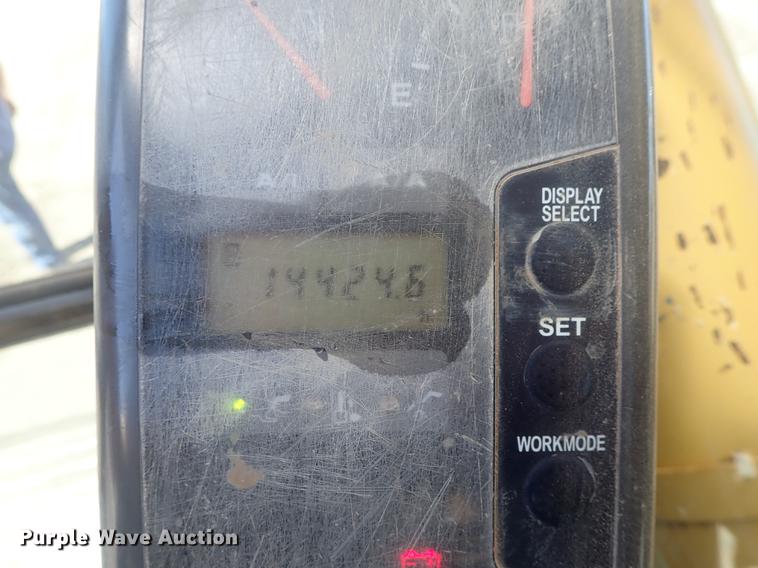 E
DISPLAY
SELECT
14424.6
SET
WORKMODE
Purple Wave Auction